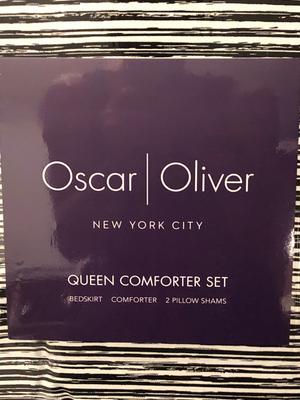 Oscar | Oliver
NEW YORK CITY
QUEEN COMFORTER SET
BEDSKIRT COMFORTER 2 PILLOW SHAMS